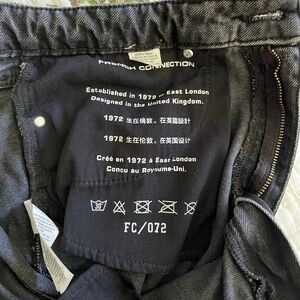 FRENCH CONNECTION
Established in 1972 in East London
Designed in the United Kingdom.
1972 生在倫敦。在英國設計
1972 生在伦敦。在英国设计
Créé en 1972 à East London
Concu au Royaume-Uni.
FC/072